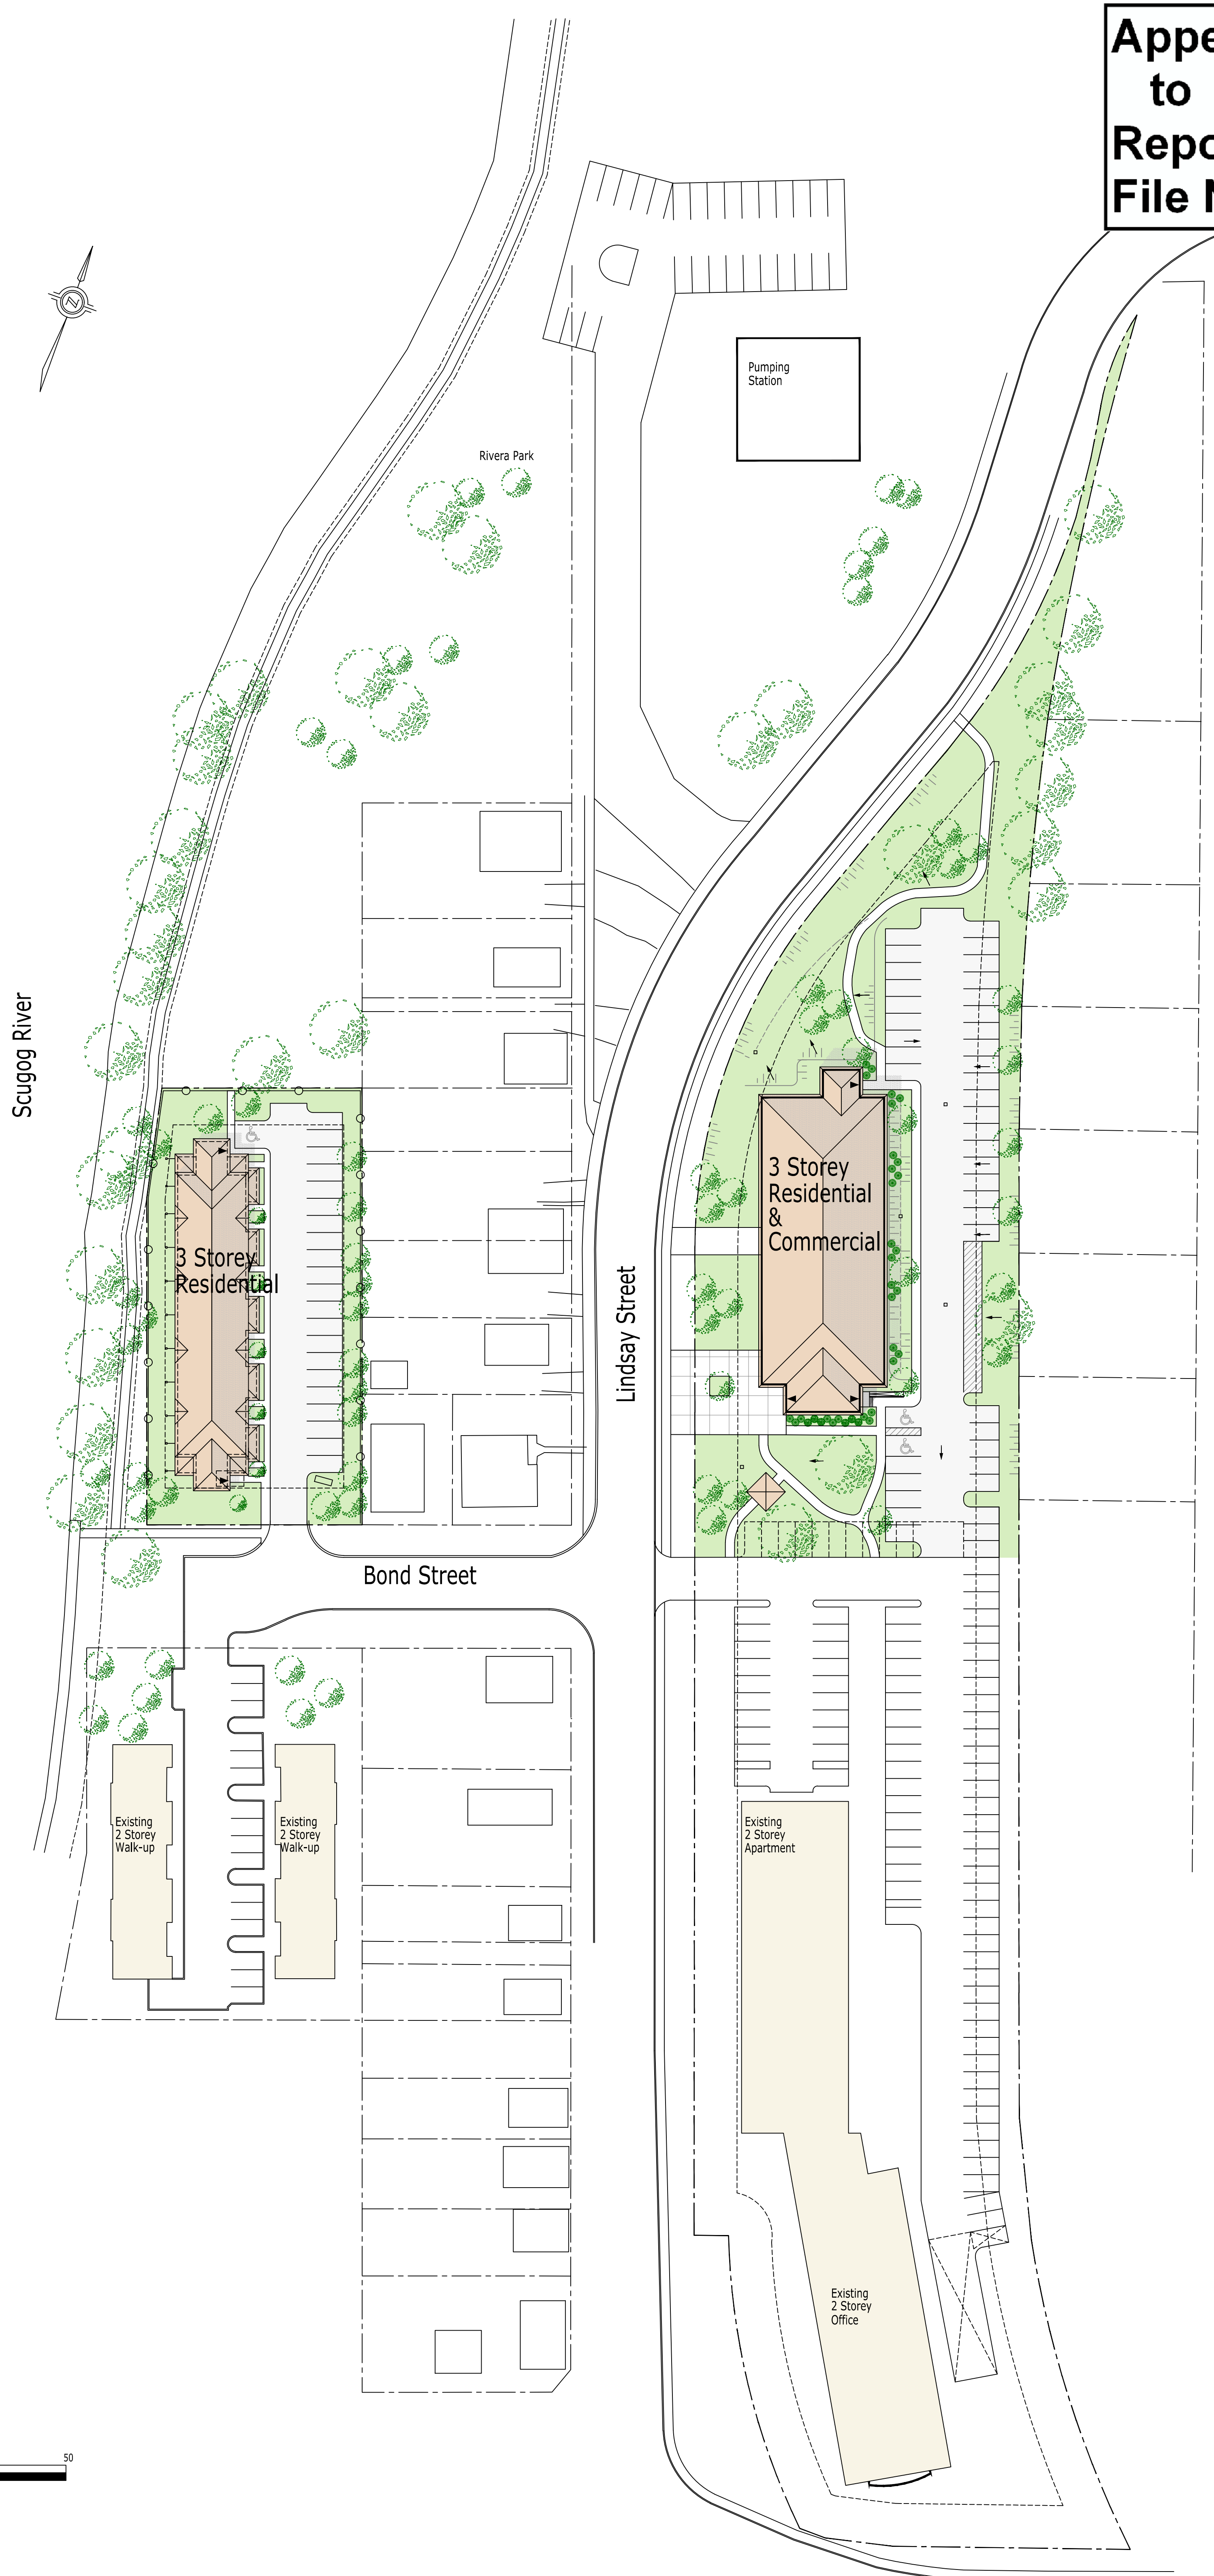 Appe
to
Repo
File N
N
Pumping
Station
Rivera Park
Scugog River
3 Storey
Residential
&
Commercial
3 Storey
Residential
Lindsay Street
Bond Street
Existing
2 Storey
Walk-up
Existing
2 Storey
Walk-up
Existing
2 Storey
Apartment
Existing
2 Storey
Office
50